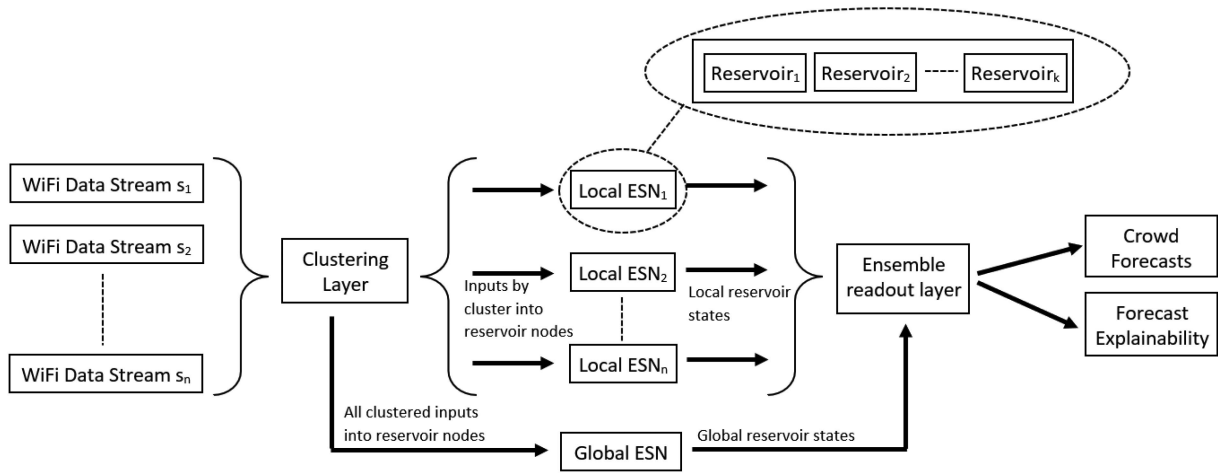 Reservoir₁
Reservoir₂
Reservoirₖ
WiFi Data Stream s₁
WiFi Data Stream s₂
WiFi Data Stream sₙ
Clustering
Layer
Local ESN₁
Local ESN₂
Local ESNₙ
Inputs by
cluster into
reservoir nodes
Local reservoir
states
Ensemble
readout layer
Crowd
Forecasts
Forecast
Explainability
All clustered inputs
into reservoir nodes
Global ESN
Global reservoir states